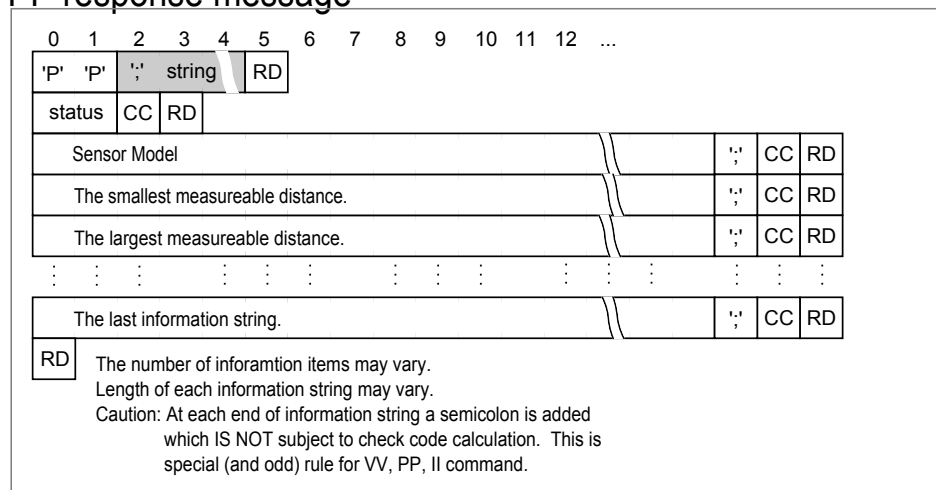 PP response message
0 1 2 3 4 5 6 7 8 9 10 11 12 ...
'P' 'P' ';' string RD
status CC RD
Sensor Model ';' CC RD
The smallest measureable distance. ';' CC RD
The largest measureable distance. ';' CC RD
The last information string. ';' CC RD
RD The number of inforamtion items may vary.
Length of each information string may vary.
Caution: At each end of information string a semicolon is added
which IS NOT subject to check code calculation. This is
special (and odd) rule for VV, PP, II command.